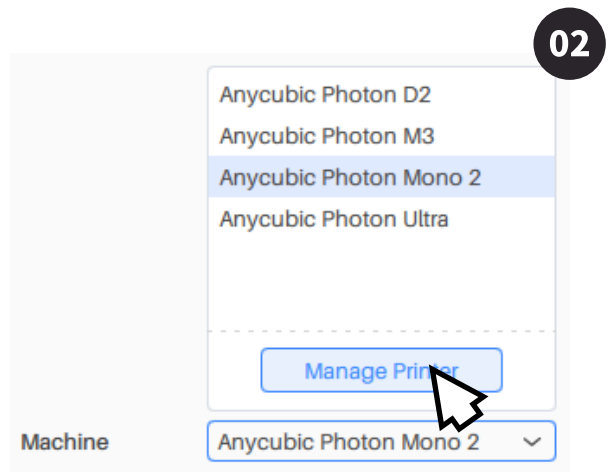 02
Anycubic Photon D2
Anycubic Photon M3
Anycubic Photon Mono 2
Anycubic Photon Ultra
Manage Printer
Machine Anycubic Photon Mono 2